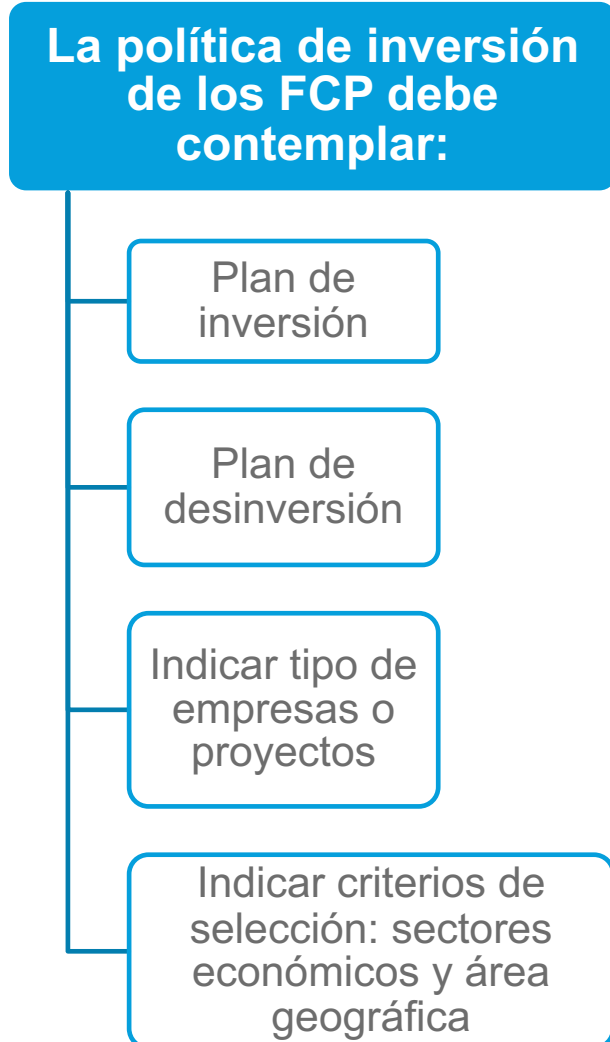 La política de inversión
de los FCP debe
contemplar:
Plan de
inversión
Plan de
desinversión
Indicar tipo de
empresas o
proyectos
Indicar criterios de
selección: sectores
económicos y área
geográfica